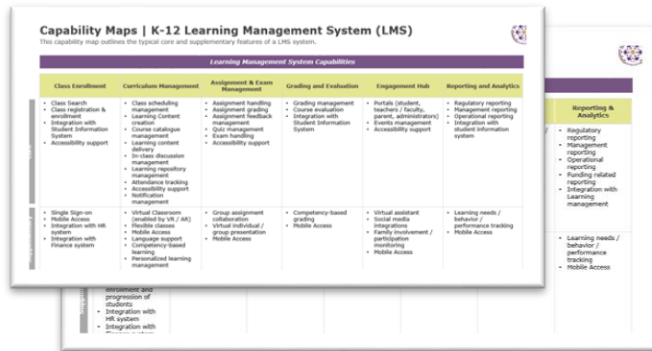 Capability Maps | K-12 Learning Management System (LMS)
This capability map outlines the typical core and supplementary features of a LMS system.
Learning Management System Capabilities
Class Enrollment
Curriculum Management
Assignment & Exam
Management
Grading and Evaluation
Engagement Hub
Reporting and Analytics
• Class Search
• Class registration &
enrollment
• Integration with
Student Information
System
• Accessibility support
• Class scheduling
management
• Learning Content
creation
• Course catalogue
management
• Learning content
delivery
• In-class discussion
management
• Learning repository
management
• Attendance tracking
• Accessibility support
• Notification
management
• Assignment handling
• Assignment grading
• Assignment feedback
management
• Quiz management
• Exam handling
• Accessibility support
• Grading management
• Course evaluation
• Integration with
Student Information
System
• Portals (student,
teachers / faculty,
parent, administrators)
• Events management
• Accessibility support
• Regulatory reporting
• Management reporting
• Operational reporting
• Integration with
student information
system
• Single Sign-on
• Mobile Access
• Integration with HR
system
• Integration with
Finance system
• Virtual Classroom
(enabled by VR / AR)
• Flexible classes
• Mobile Access
• Language support
• Competency-based
learning
• Personalized learning
management
• Group assignment
collaboration
• Virtual individual /
group presentation
• Mobile Access
• Competency-based
grading
• Mobile Access
• Virtual assistant
• Social media
integrations
• Family involvement /
participation
monitoring
• Mobile Access
• Learning needs /
behavior /
performance tracking
• Mobile Access
Reporting &
Analytics
• Regulatory
reporting
• Management
reporting
• Operational
reporting
• Funding related
reporting
• Integration with
Learning
management
• Learning needs /
behavior /
performance
tracking
• Mobile Access
enrollment and
progression of
students
• Integration with
HR system
• Integration with